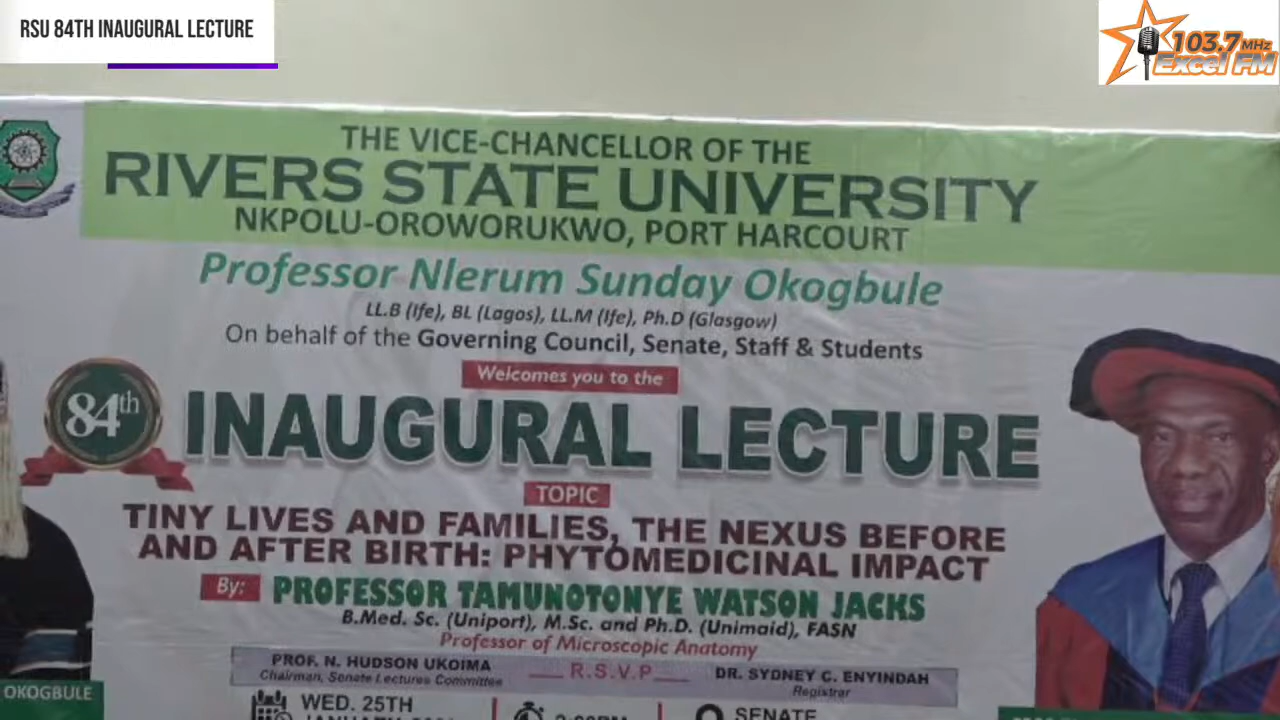 RSU 84TH INAUGURAL LECTURE
103.7 MHz
Excel FM
THE VICE-CHANCELLOR OF THE
RIVERS STATE UNIVERSITY
NKPOLU-OROWORUKWO, PORT HARCOURT
Professor Nlerum Sunday Okogbule
LL.B (Ife), BL (Lagos), LL.M (Ife), Ph.D (Glasgow)
On behalf of the Governing Council, Senate, Staff & Students
Welcomes you to the
84th
INAUGURAL LECTURE
TOPIC
TINY LIVES AND FAMILIES, THE NEXUS BEFORE
AND AFTER BIRTH: PHYTOMEDICINAL IMPACT
By: PROFESSOR TAMUNOTONYE WATSON JACKS
B.Med. Sc. (Uniport), M.Sc. and Ph.D. (Unimaid), FASN
Professor of Microscopic Anatomy
PROF. N. HUDSON UKOIMA
Chairman, Senate Lectures Committee
R.S.V.P
DR. SYDNEY C. ENYINDAH
Registrar
OKOGBULE
WED. 25TH
SENATE